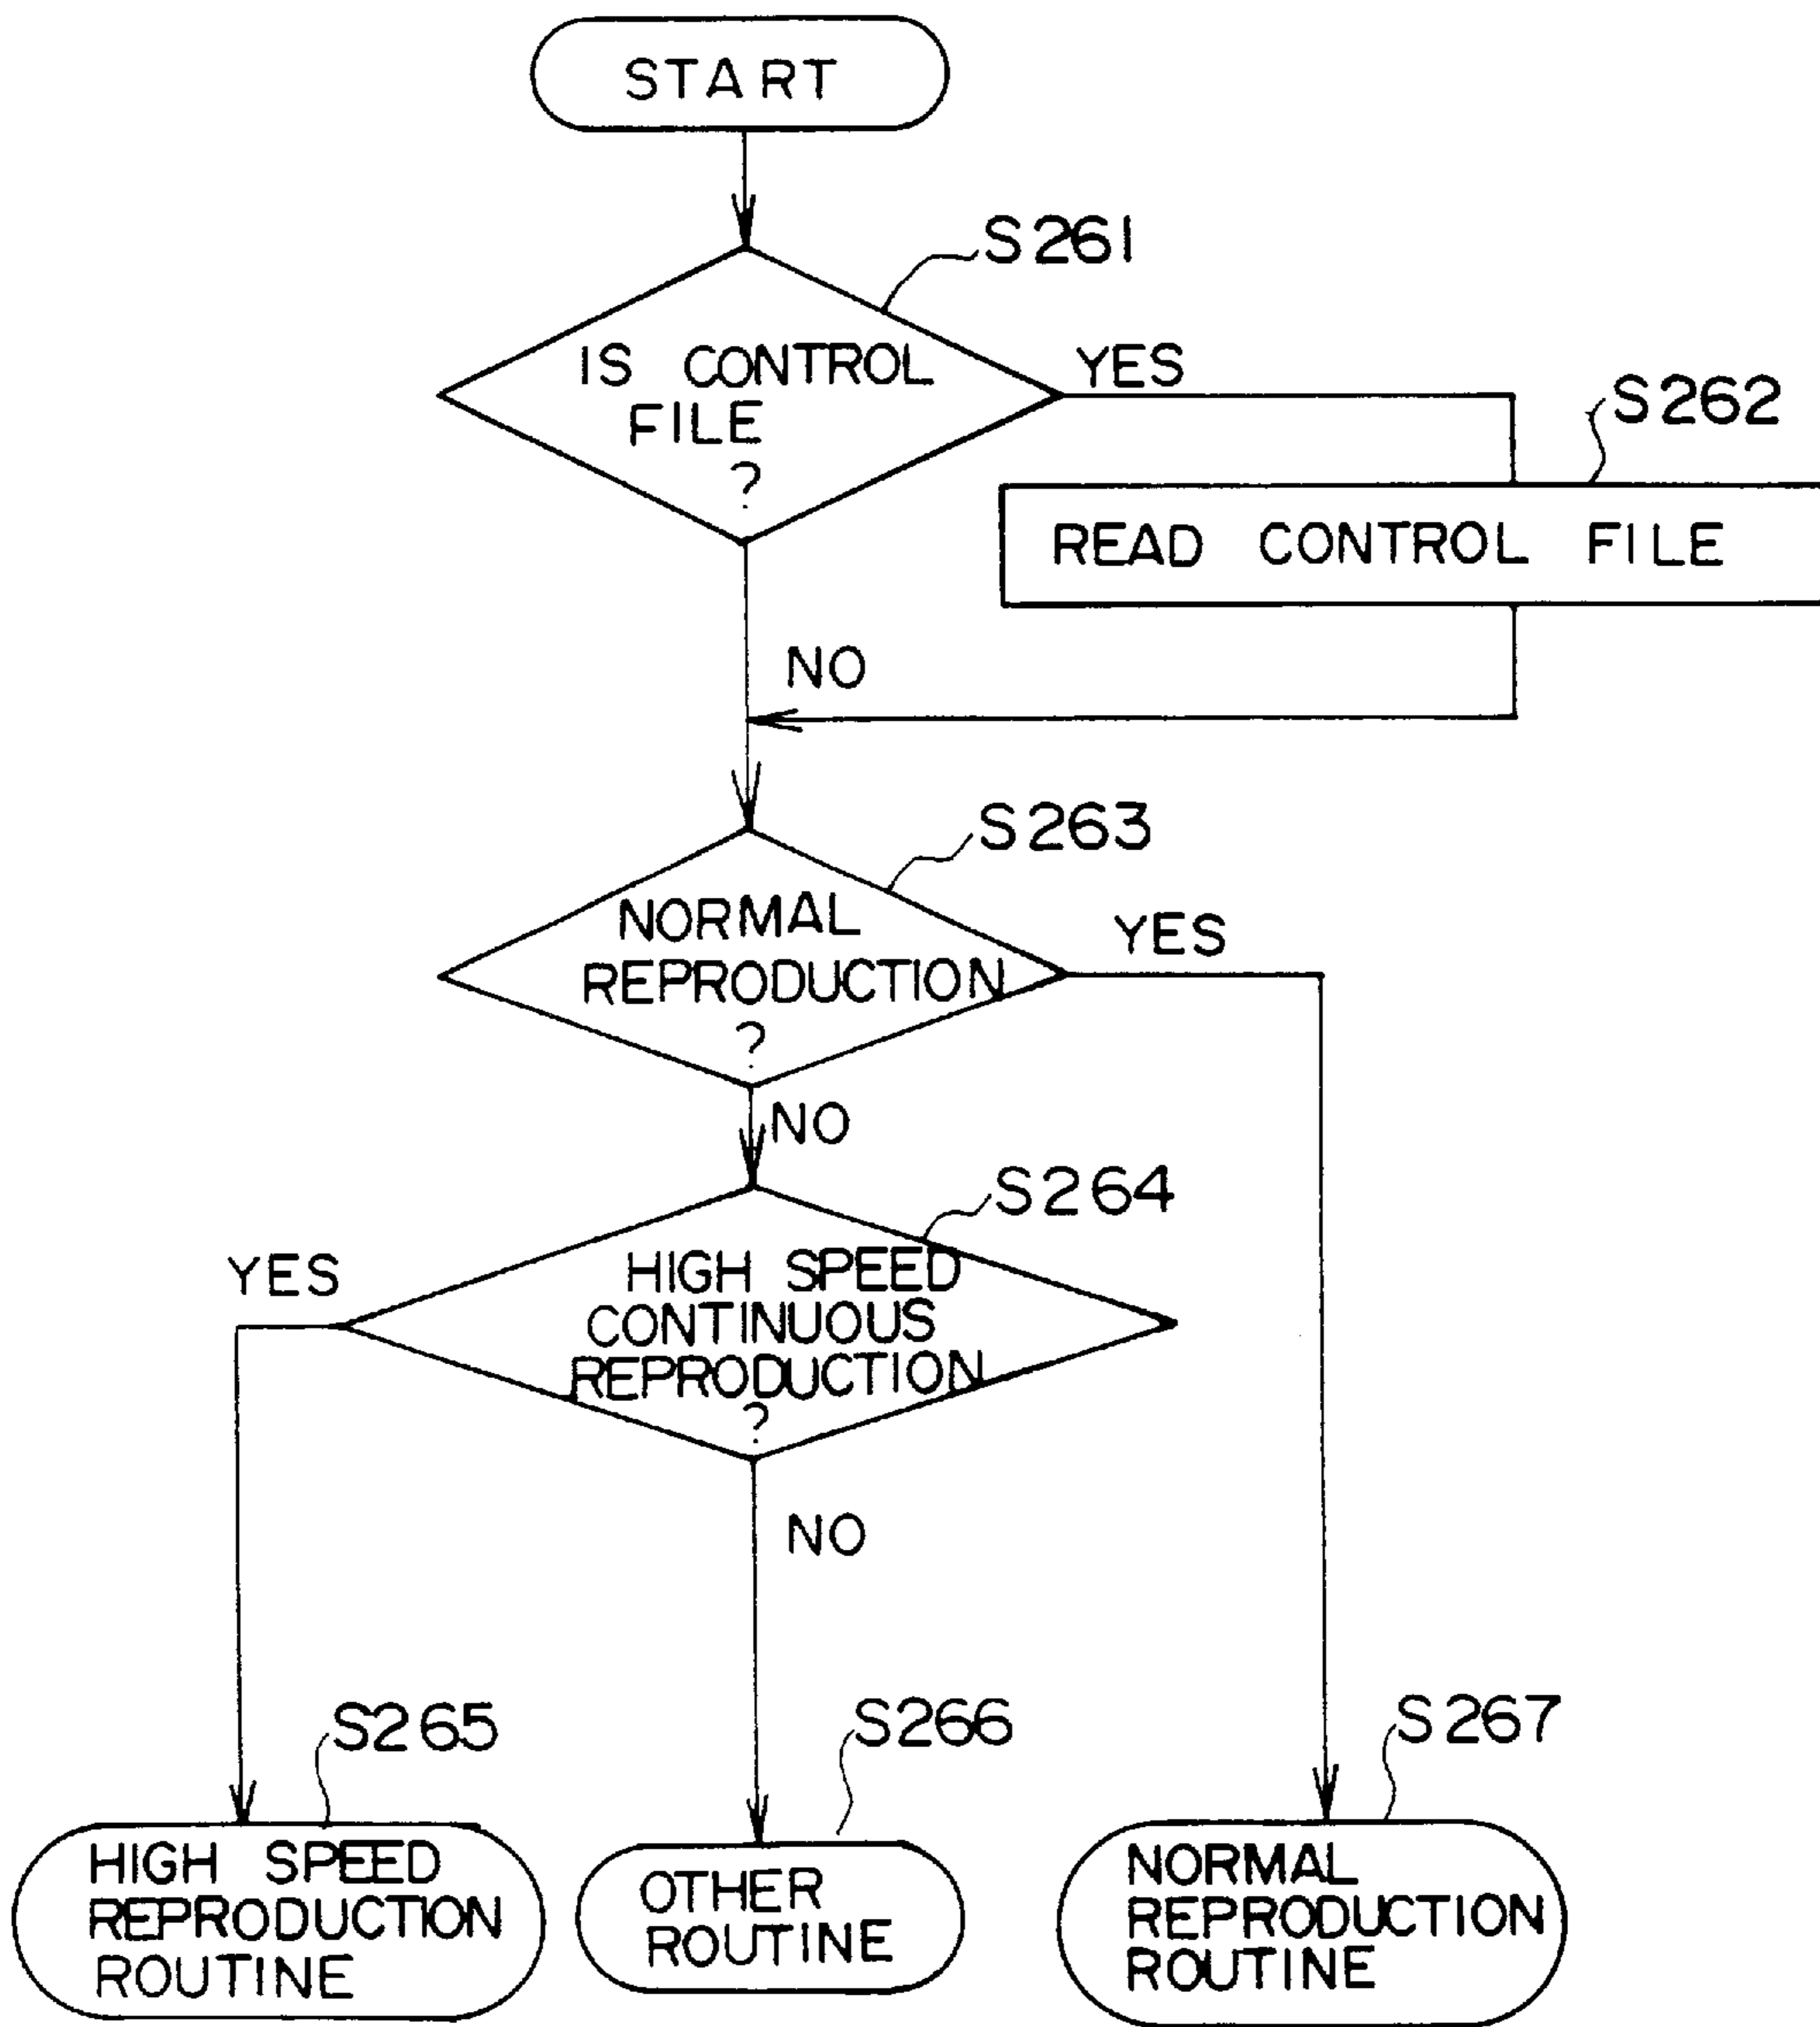 START
S261
IS CONTROL
FILE
?
YES
S262
READ CONTROL FILE
NO
S263
NORMAL
REPRODUCTION
?
YES
NO
S264
HIGH SPEED
CONTINUOUS
REPRODUCTION
?
YES
NO
S265
S266
S267
HIGH SPEED
REPRODUCTION
ROUTINE
OTHER
ROUTINE
NORMAL
REPRODUCTION
ROUTINE